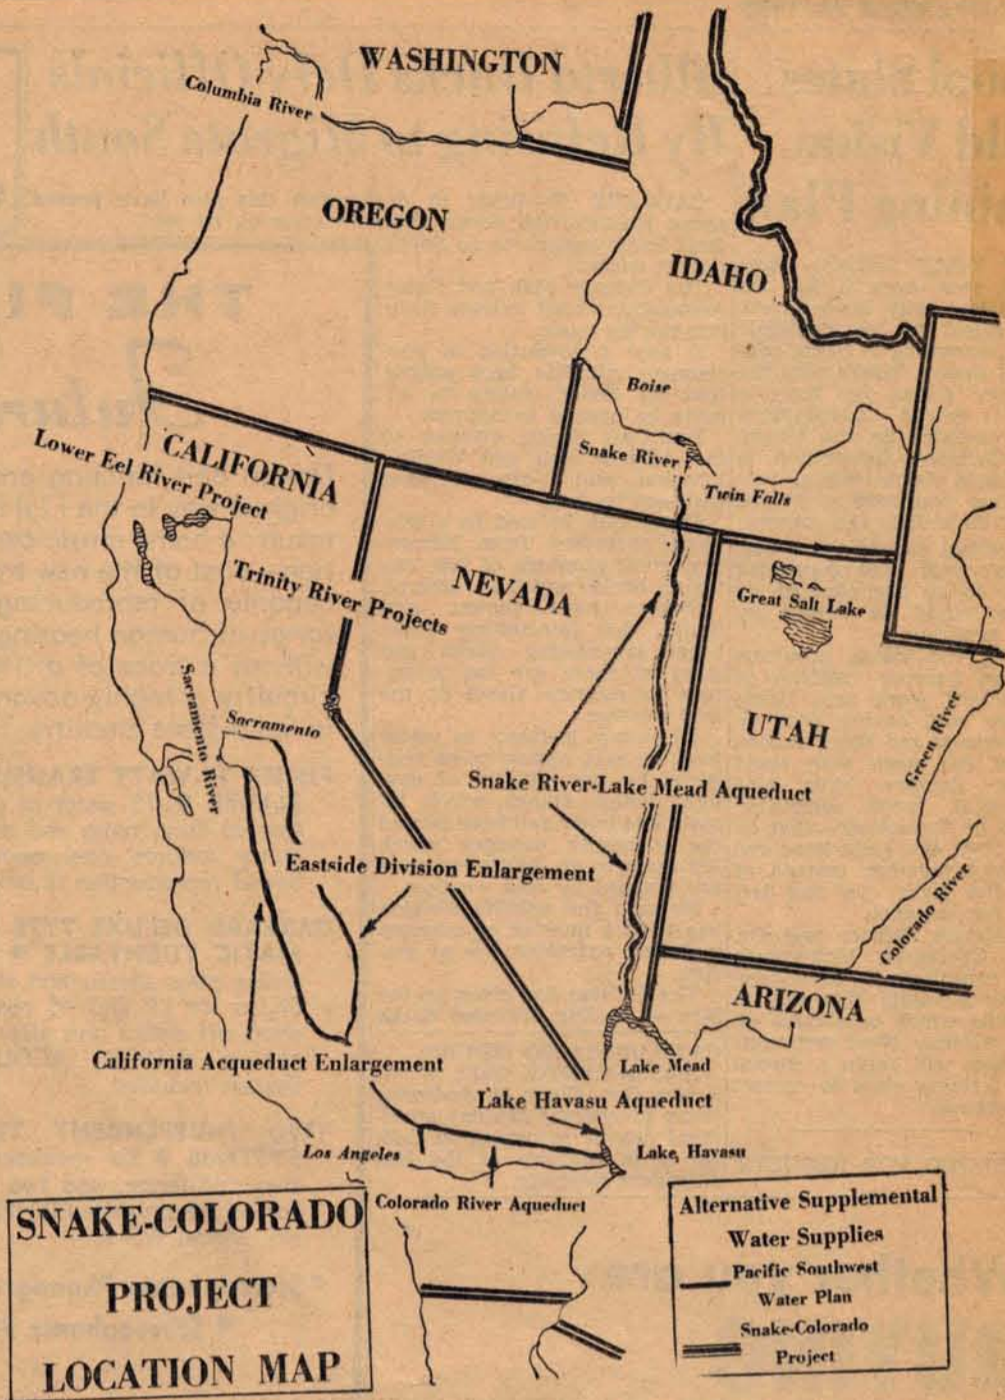 WASHINGTON
Columbia River
OREGON
IDAHO
Boise
Snake River
Twin Falls
CALIFORNIA
Lower Eel River Project
NEVADA
Trinity River Projects
Great Salt Lake
Sacramento River
Sacramento
UTAH
Green River
Snake River-Lake Mead Aqueduct
Eastside Division Enlargement
Colorado River
ARIZONA
California Acqueduct Enlargement
Lake Mead
Lake Havasu Aqueduct
Los Angeles
Lake, Havasu
Colorado River Aqueduct
SNAKE-COLORADO
PROJECT
LOCATION MAP
Alternative Supplemental
Water Supplies
Pacific Southwest
Water Plan
Snake-Colorado
Project